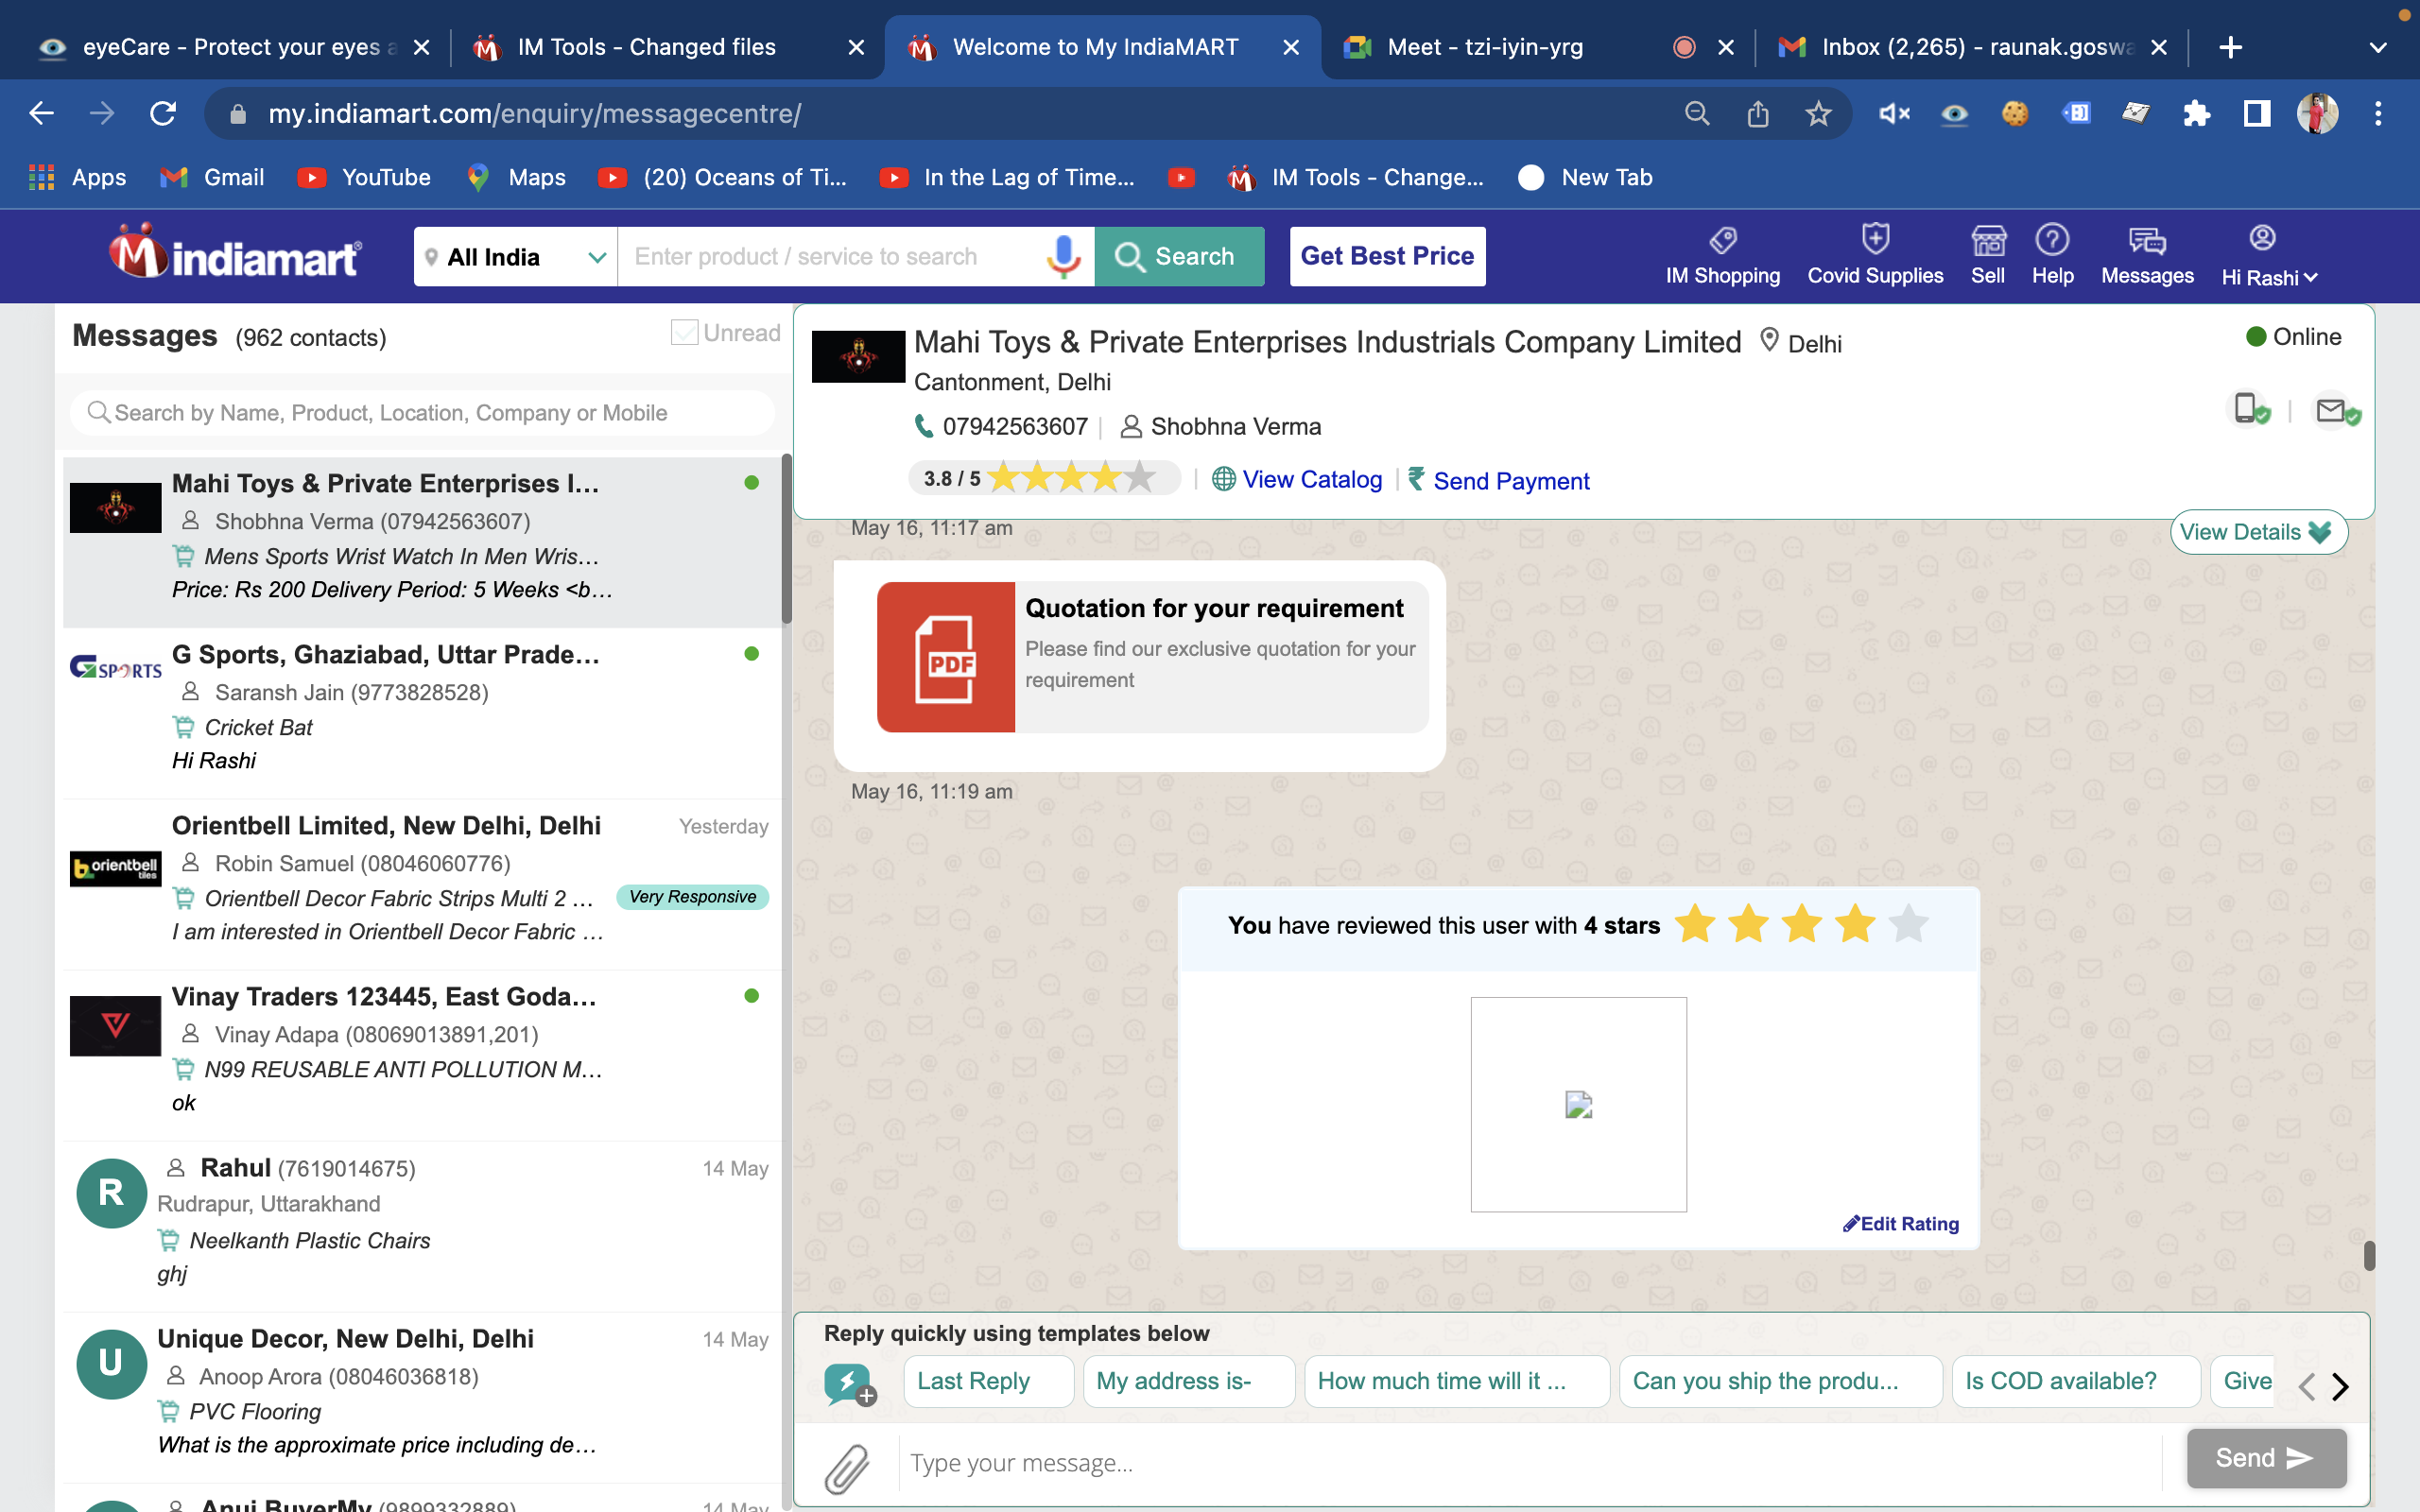 eyeCare - Protect your eyes a
IM Tools - Changed files
Welcome to My IndiaMART
Meet - tzi-iyin-yrg
Inbox (2,265) - raunak.goswa
my.indiamart.com/enquiry/messagecentre/
Apps
Gmail
YouTube
Maps
(20) Oceans of Ti...
In the Lag of Time...
IM Tools - Change...
New Tab
indiamart
All India
Enter product / service to search
Search
Get Best Price
IM Shopping
Covid Supplies
Sell
Help
Messages
Hi Rashi
Messages (962 contacts)
Unread
Search by Name, Product, Location, Company or Mobile
Mahi Toys & Private Enterprises I...
Shobhna Verma (07942563607)
Mens Sports Wrist Watch In Men Wris...
Price: Rs 200 Delivery Period: 5 Weeks <b...
G SPORTS
G Sports, Ghaziabad, Uttar Prade...
Saransh Jain (9773828528)
Cricket Bat
Hi Rashi
Orientbell Limited, New Delhi, Delhi
Yesterday
orientbell
tiles
Robin Samuel (08046060776)
Orientbell Decor Fabric Strips Multi 2 ...
Very Responsive
I am interested in Orientbell Decor Fabric ...
Vinay Traders 123445, East Goda...
Vinay Adapa (08069013891,201)
N99 REUSABLE ANTI POLLUTION M...
ok
R
Rahul (7619014675)
14 May
Rudrapur, Uttarakhand
Neelkanth Plastic Chairs
ghj
U
Unique Decor, New Delhi, Delhi
14 May
Anoop Arora (08046036818)
PVC Flooring
What is the approximate price including de...
Anuj BuyerMy (9899332889)
14 May
Mahi Toys & Private Enterprises Industrials Company Limited
Delhi
Online
Cantonment, Delhi
07942563607
Shobhna Verma
3.8 / 5
View Catalog
Send Payment
View Details
May 16, 11:17 am
PDF
Quotation for your requirement
Please find our exclusive quotation for your
requirement
May 16, 11:19 am
You have reviewed this user with 4 stars
Edit Rating
Reply quickly using templates below
Last Reply
My address is-
How much time will it ...
Can you ship the produ...
Is COD available?
Give
Type your message...
Send